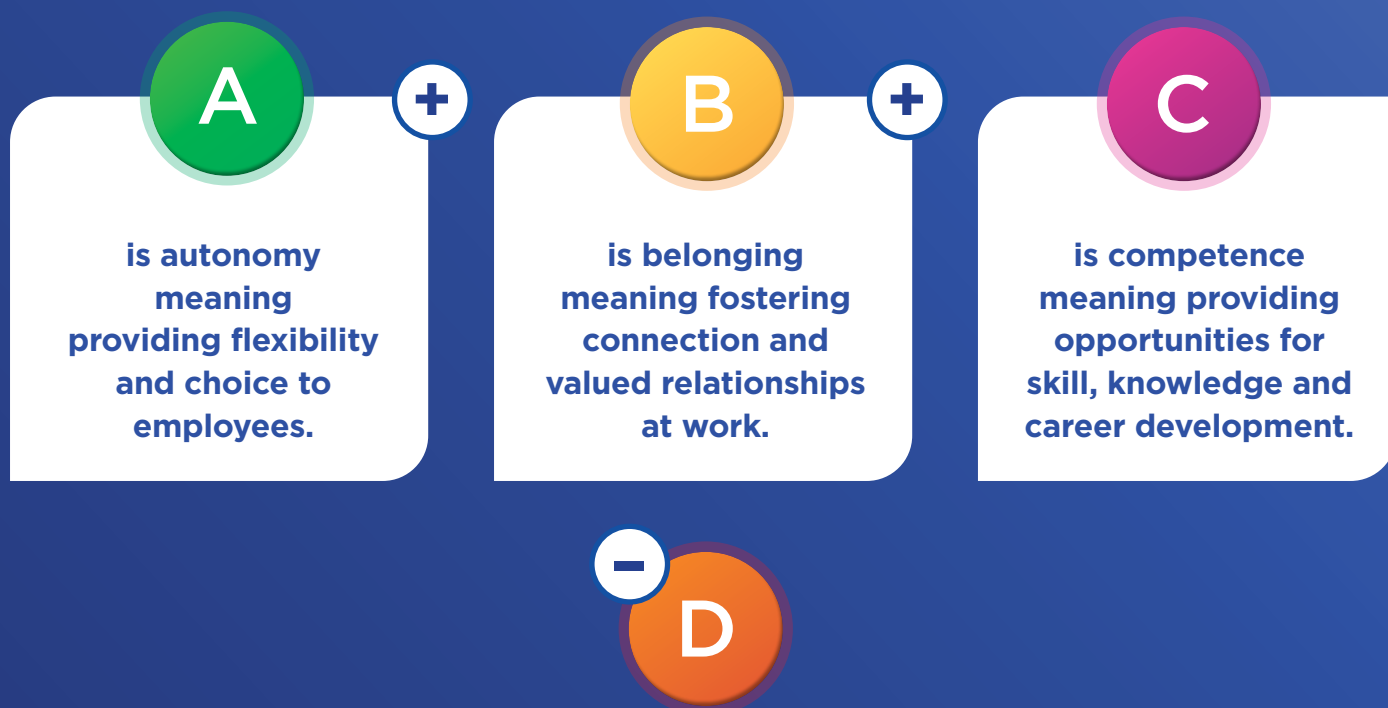 A
+
B
+
C
is autonomy
meaning
providing flexibility
and choice to
employees.
is belonging
meaning fostering
connection and
valued relationships
at work.
is competence
meaning providing
opportunities for
skill, knowledge and
career development.
−
D